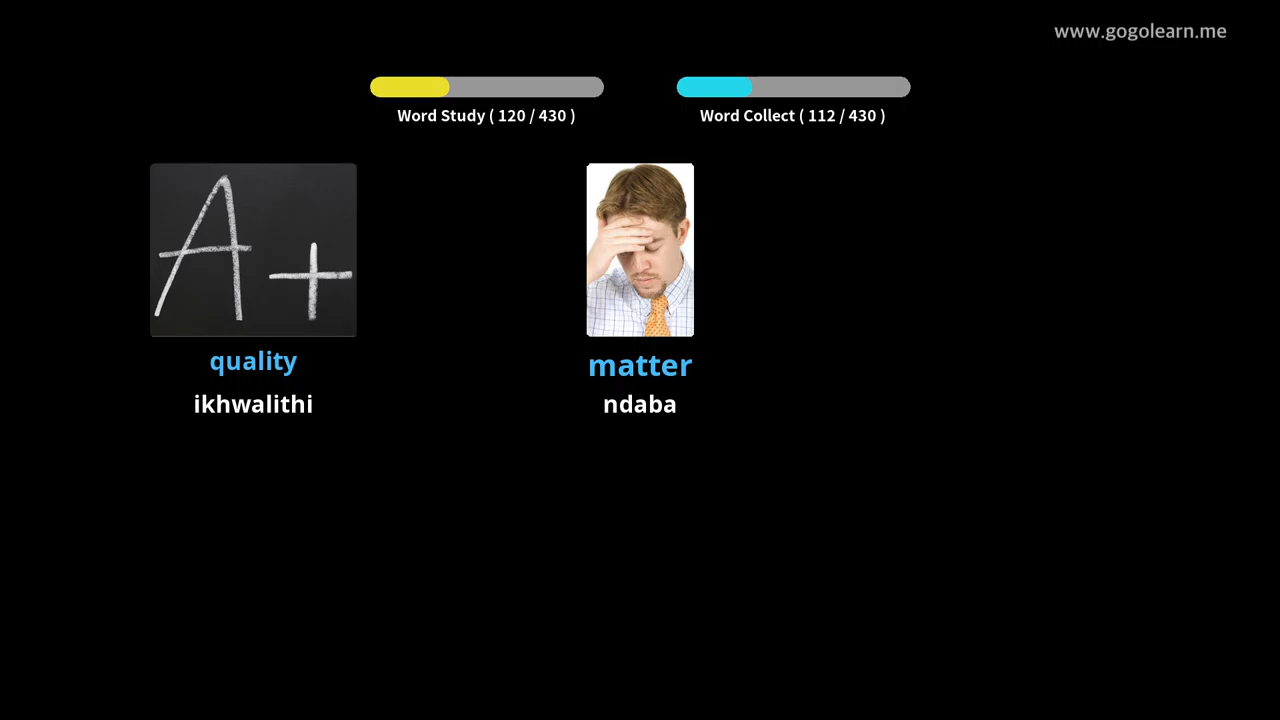 www.gogolearn.me
Word Study ( 120 / 430 )
Word Collect ( 112 / 430 )
A+
quality
ikhwalithi
matter
ndaba